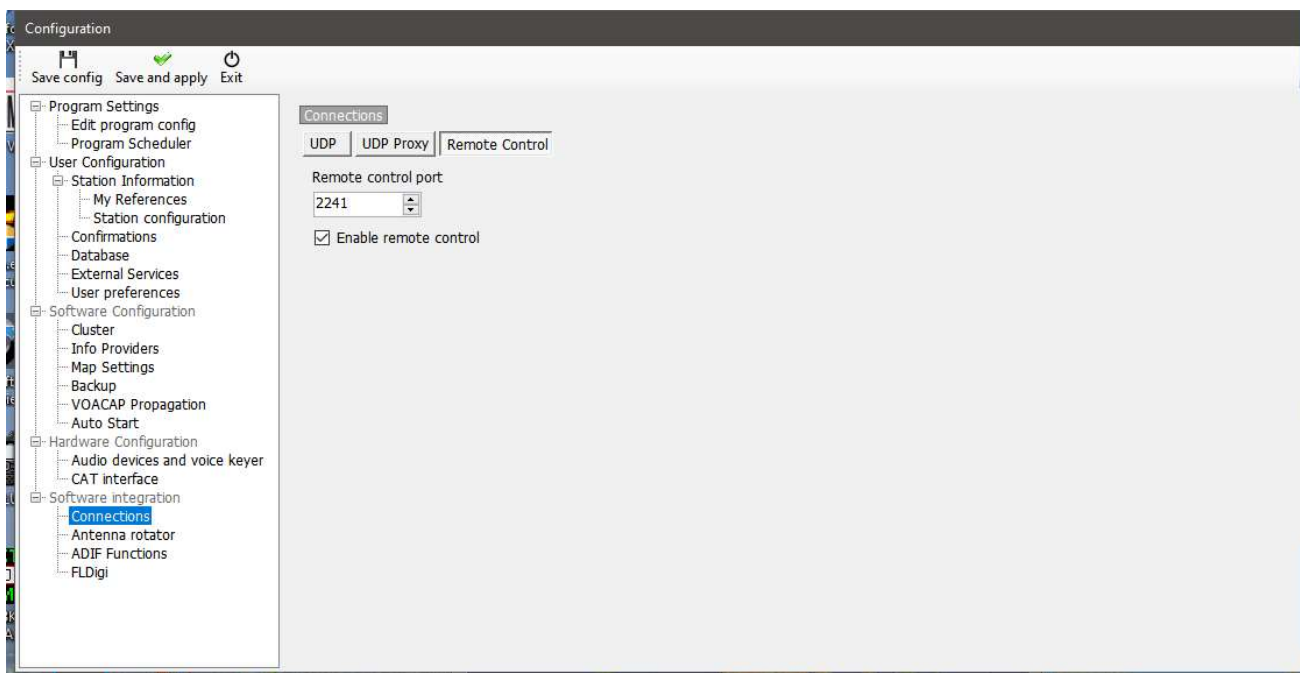 Configuration
Save config Save and apply Exit
Program Settings
Edit program config
Program Scheduler
User Configuration
Station Information
My References
Station configuration
Confirmations
Database
External Services
User preferences
Software Configuration
Cluster
Info Providers
Map Settings
Backup
VOACAP Propagation
Auto Start
Hardware Configuration
Audio devices and voice keyer
CAT interface
Software integration
Connections
Antenna rotator
ADIF Functions
FLDigi
Connections
UDP UDP Proxy Remote Control
Remote control port
2241
Enable remote control